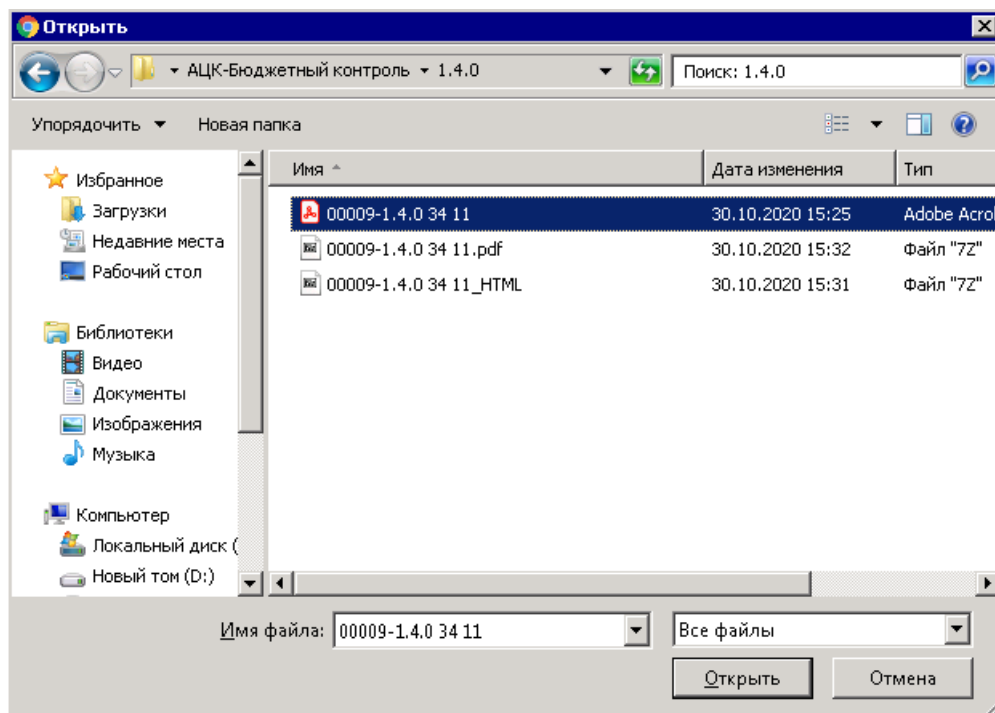 Открыть
АЦК-Бюджетный контроль 1.4.0 Поиск: 1.4.0
Упорядочить Новая папка
Имя Дата изменения Тип
Избранное
Загрузки
Недавние места
Рабочий стол
Библиотеки
Видео
Документы
Изображения
Музыка
Компьютер
Локальный диск (
Новый том (D:)
00009-1.4.0 34 11 30.10.2020 15:25 Adobe Acro
00009-1.4.0 34 11.pdf 30.10.2020 15:32 Файл "7Z"
00009-1.4.0 34 11_HTML 30.10.2020 15:31 Файл "7Z"
Имя файла: 00009-1.4.0 34 11 Все файлы
Открыть Отмена